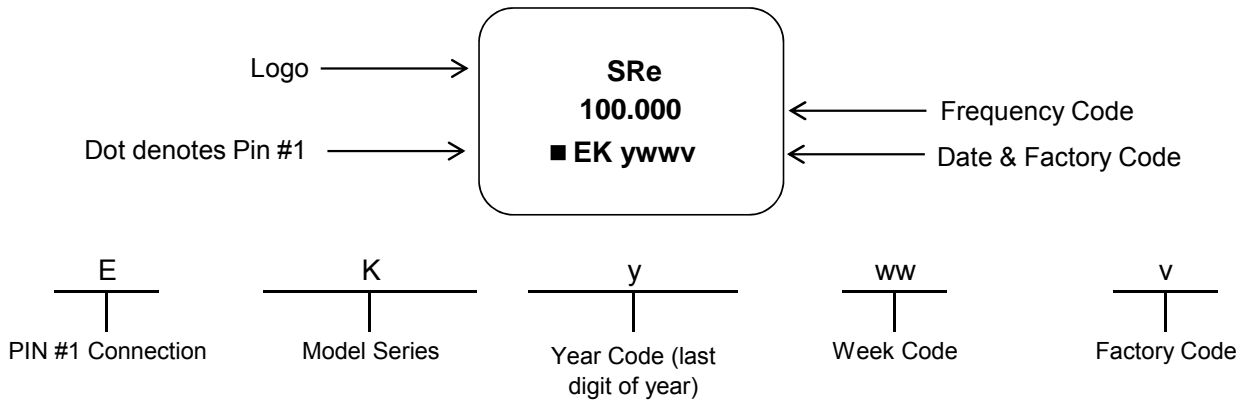 Logo
SRe
100.000
Frequency Code
Dot denotes Pin #1
■ EK ywwv
Date & Factory Code
E
K
y
ww
v
PIN #1 Connection
Model Series
Year Code (last
digit of year)
Week Code
Factory Code